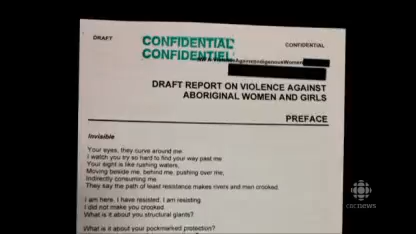 DRAFT
CONFIDENTIAL
CONFIDENTIEL
CONFIDENTIAL
DRAFT REPORT ON VIOLENCE AGAINST
ABORIGINAL WOMEN AND GIRLS
PREFACE
Invisible
Your eyes, they curve around me.
I watch you try so hard to find your way past me
Your sight is like rushing waters,
Moving beside me, behind me, pushing over me,
Indirectly consuming me.
They say the path of least resistance makes rivers and men crooked.
I am here. I have resisted. I am resisting
I did not make you crooked.
What is it about you structural giants?
What is it about your pockmarked protection?
cbcnews